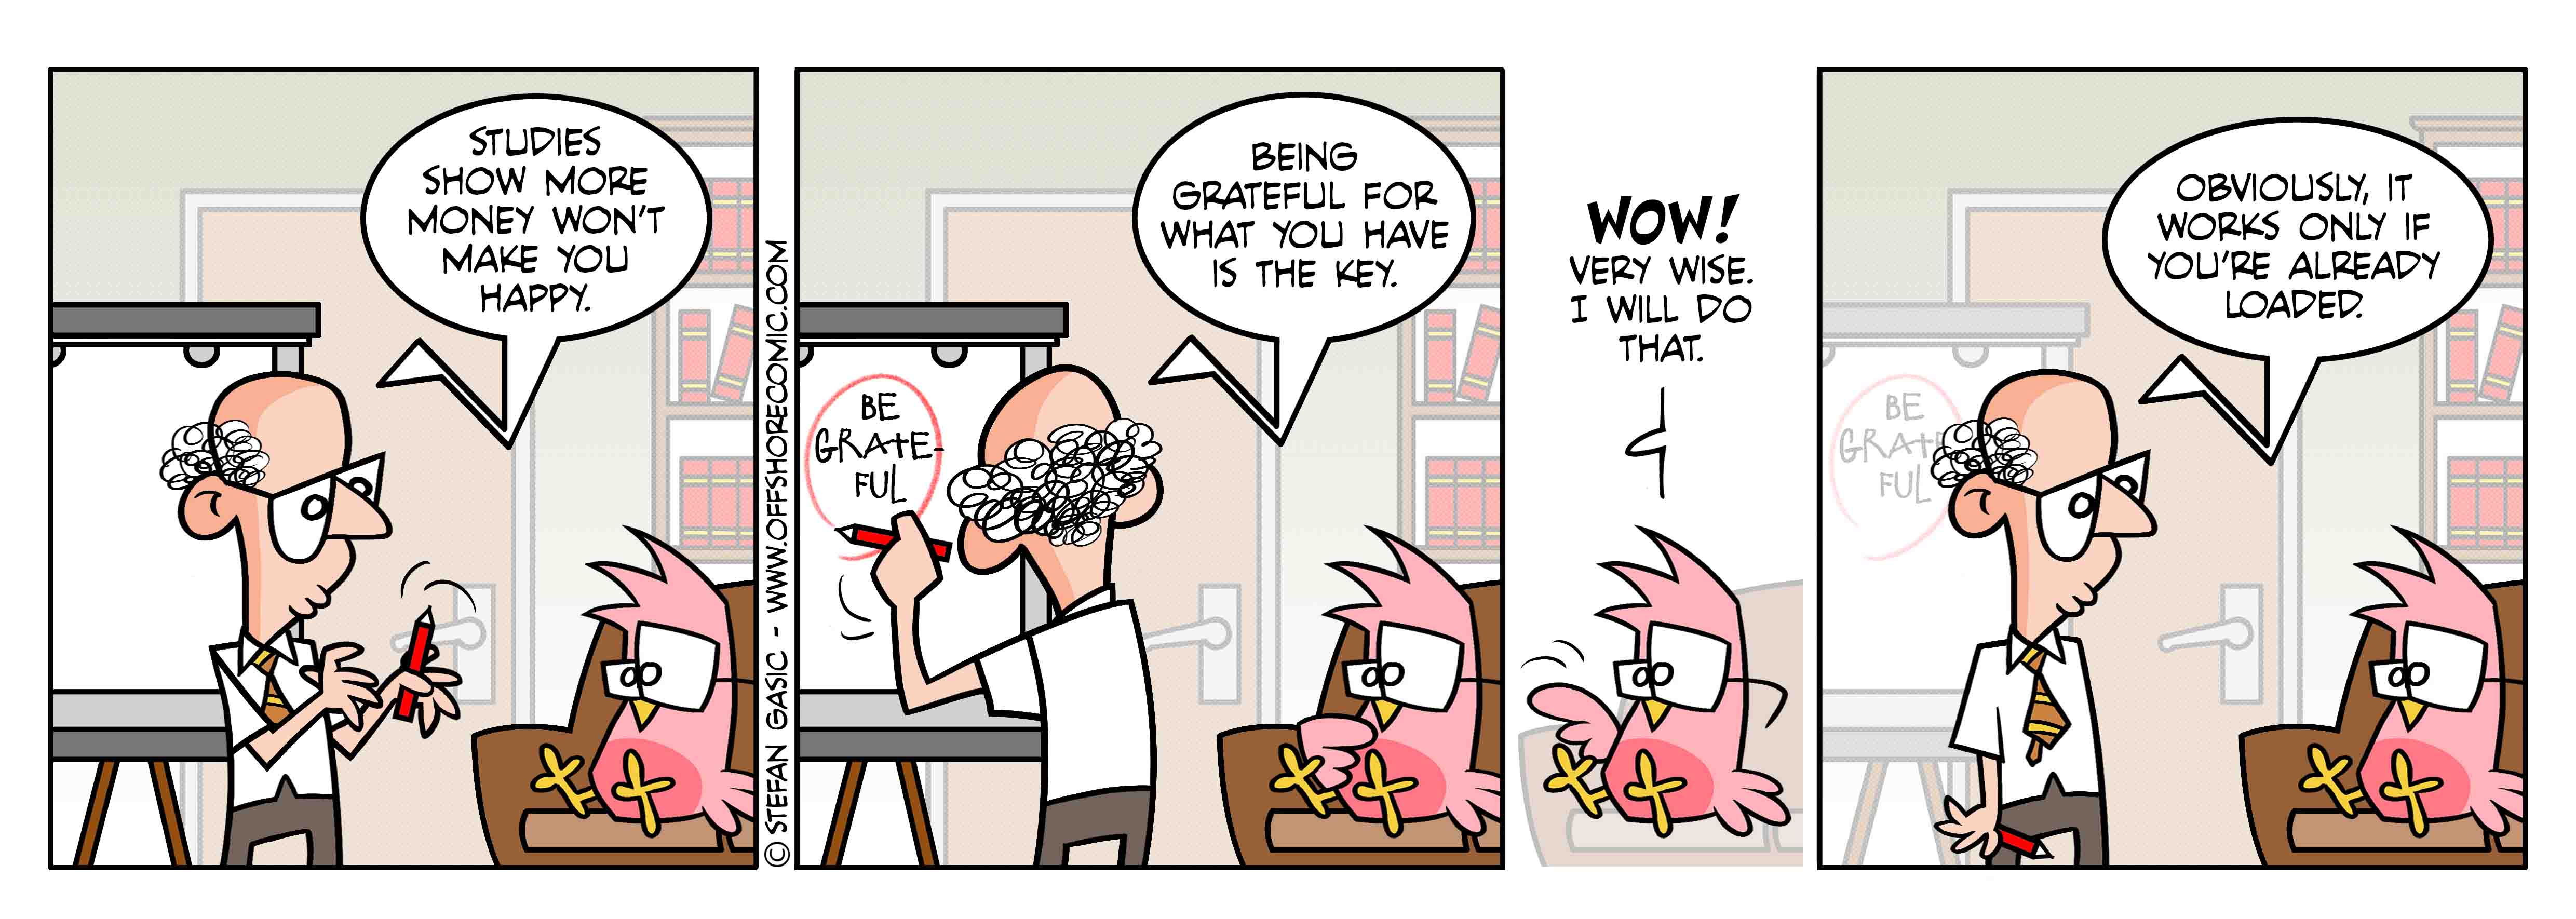 STUDIES
SHOW MORE
MONEY WON'T
MAKE YOU
HAPPY.
© STEFAN GASIC - WWW.OFFSHORECOMIC.COM
BEING
GRATEFUL FOR
WHAT YOU HAVE
IS THE KEY.
BE
GRATE-
FUL
WOW!
VERY WISE.
I WILL DO
THAT.
OBVIOUSLY, IT
WORKS ONLY IF
YOU'RE ALREADY
LOADED.
BE
GRATE
FUL